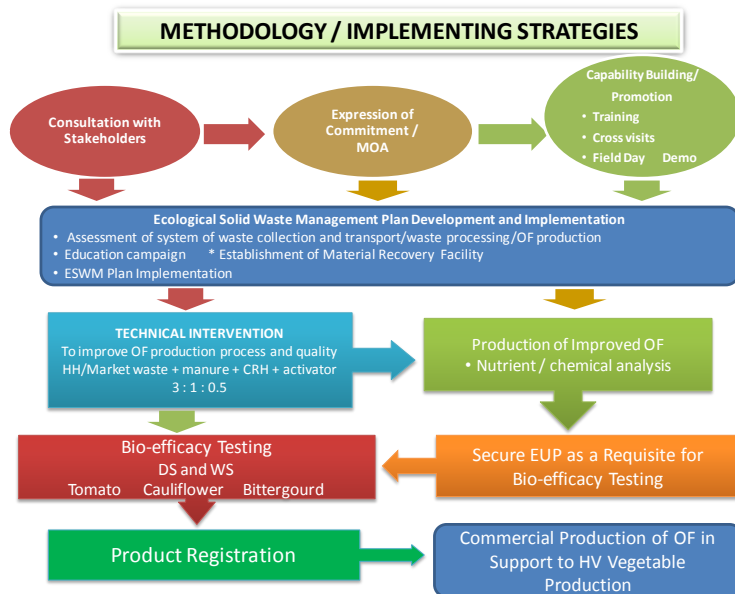 METHODOLOGY / IMPLEMENTING STRATEGIES
Consultation with
Stakeholders
Expression of
Commitment /
MOA
Capability Building/
Promotion
• Training
• Cross visits
• Field Day Demo
Ecological Solid Waste Management Plan Development and Implementation
• Assessment of system of waste collection and transport/waste processing/OF production
• Education campaign * Establishment of Material Recovery Facility
• ESWM Plan Implementation
TECHNICAL INTERVENTION
To improve OF production process and quality
HH/Market waste + manure + CRH + activator
3 : 1 : 0.5
Production of Improved OF
• Nutrient / chemical analysis
Bio-efficacy Testing
DS and WS
Tomato Cauliflower Bittergourd
Secure EUP as a Requisite for
Bio-efficacy Testing
Product Registration
Commercial Production of OF in
Support to HV Vegetable
Production